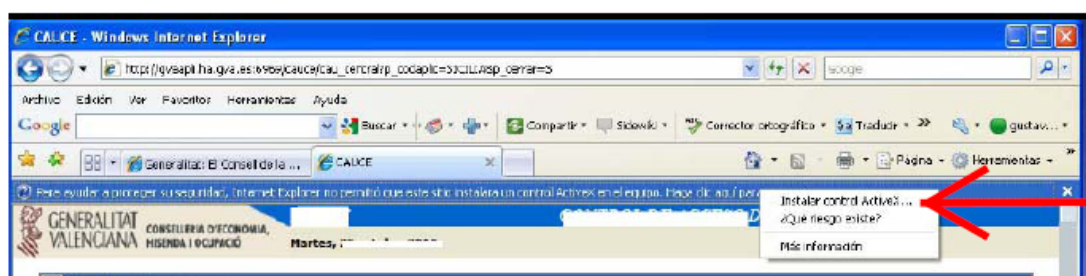 CAUCE - Windows Internet Explorer
Google
Archivo Edición Ver Favoritos Herramientas Ayuda
Google Buscar Compartir Sidewiki Corrector ortográfico Traducir gustav...
Generalitat: El Consell de la ... CAUCE Página Herramientas
Para ayudar a proteger su seguridad, Internet Explorer no permitió que este sitio instalara un control ActiveX en el equipo. Haga clic aquí para
Instalar control ActiveX...
¿Qué riesgo existe?
Más información
GENERALITAT
VALENCIANA
CONSELLERIA D'ECONOMIA,
HISENDA I OCUPACIÓ
Martes,